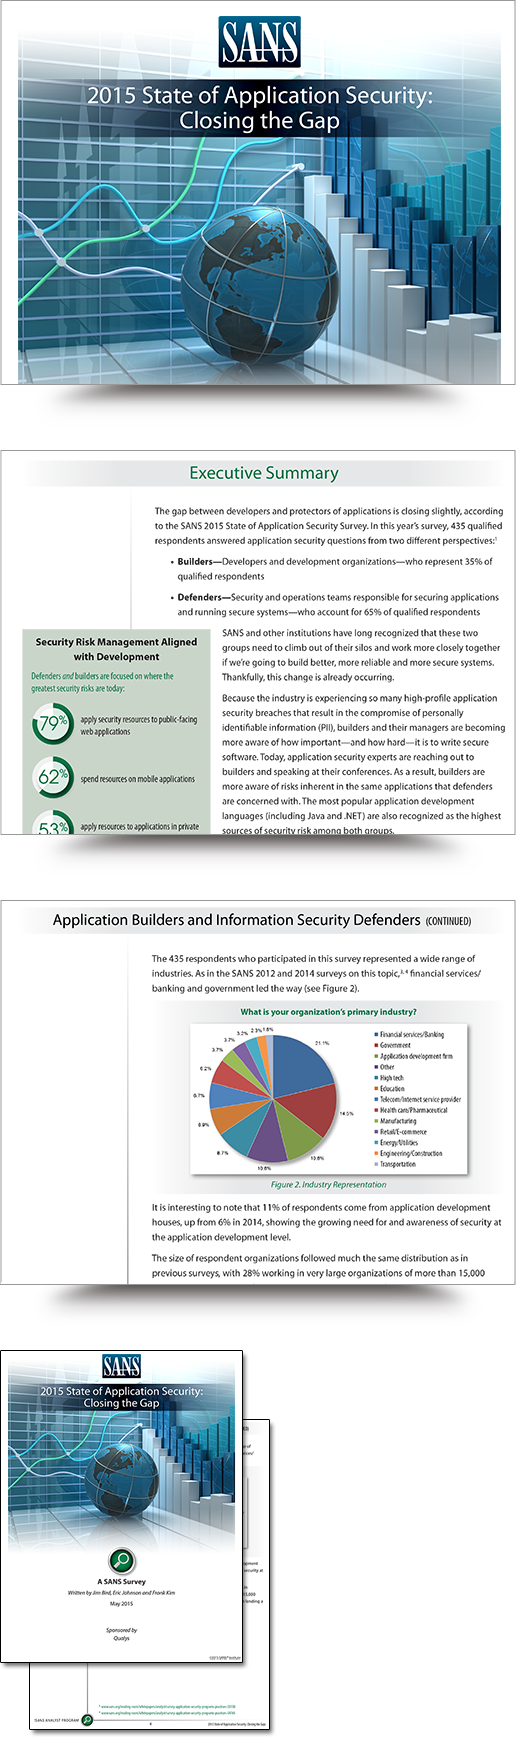 SANS
2015 State of Application Security:
Closing the Gap
Executive Summary
The gap between developers and protectors of applications is closing slightly, according
to the SANS 2015 State of Application Security Survey. In this year's survey, 435 qualified
respondents answered application security questions from two different perspectives:1
• Builders—Developers and development organizations—who represent 35% of
qualified respondents
• Defenders—Security and operations teams responsible for securing applications
and running secure systems—who account for 65% of qualified respondents
Security Risk Management Aligned
with Development
Defenders and builders are focused on where the
greatest security risks are today:
79% apply security resources to public-facing
web applications
62% spend resources on mobile applications
53% apply resources to applications in private
SANS and other institutions have long recognized that these two
groups need to climb out of their silos and work more closely together
if we're going to build better, more reliable and more secure systems.
Thankfully, this change is already occurring.
Because the industry is experiencing so many high-profile application
security breaches that result in the compromise of personally
identifiable information (PII), builders and their managers are becoming
more aware of how important—and how hard—it is to write secure
software. Today, application security experts are reaching out to
builders and speaking at their conferences. As a result, builders are
more aware of risks inherent in the same applications that defenders
are concerned with. The most popular application development
languages (including Java and .NET) are also recognized as the highest
sources of security risk among both groups.
Application Builders and Information Security Defenders (CONTINUED)
The 435 respondents who participated in this survey represented a wide range of
industries. As in the SANS 2012 and 2014 surveys on this topic,3, 4 financial services/
banking and government led the way (see Figure 2).
What is your organization's primary industry?
21.1%
10.8%
8.7%
3.7%
3.7%
3.2%
2.3%
1.8%
Financial services/Banking
Government
Application development firm
Other
High tech
Education
Telecom/Internet service provider
Health care/Pharmaceutical
Manufacturing
Retail/E-commerce
Energy/Utilities
Engineering/Construction
Transportation
Figure 2. Industry Representation
It is interesting to note that 11% of respondents come from application development
houses, up from 6% in 2014, showing the growing need for and awareness of security at
the application development level.
The size of respondent organizations followed much the same distribution as in
previous surveys, with 28% working in very large organizations of more than 15,000
SANS
2015 State of Application Security:
Closing the Gap
A SANS Survey
Written by Jim Bird, Eric Johnson and Frank Kim
May 2015
Sponsored by
Qualys
©2015 SANS™ Institute
SANS ANALYST PROGRAM
2015 State of Application Security: Closing the Gap